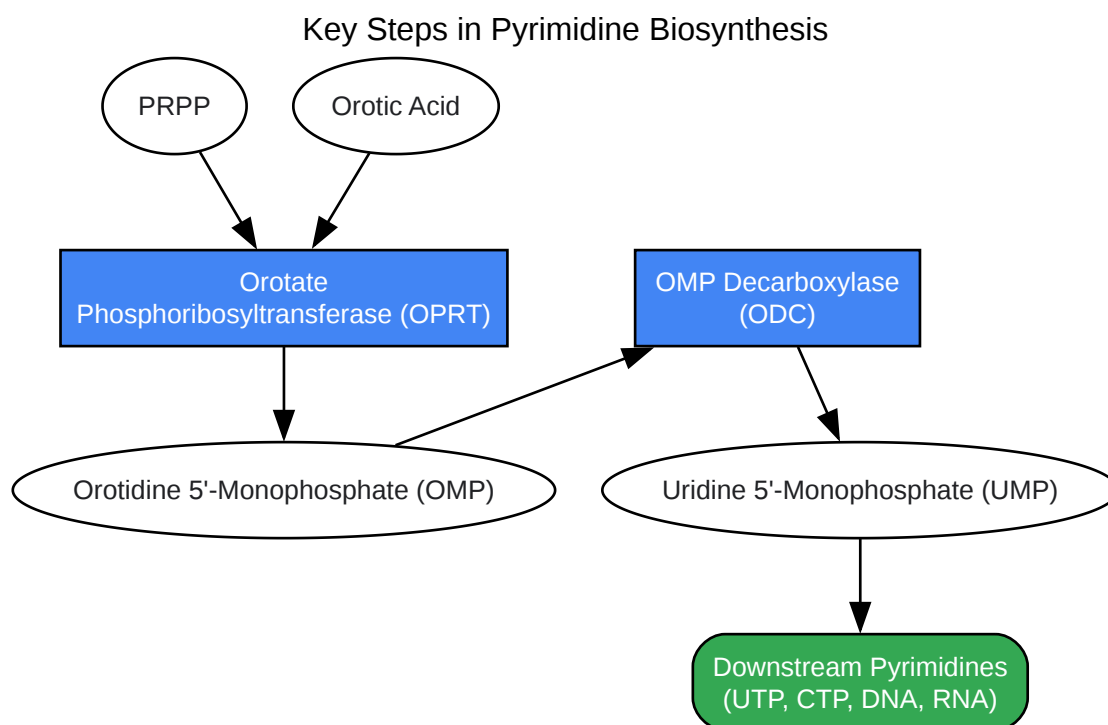 Key Steps in Pyrimidine Biosynthesis
PRPP
Orotic Acid
Orotate
Phosphoribosyltransferase (OPRT)
OMP Decarboxylase
(ODC)
Orotidine 5'-Monophosphate (OMP)
Uridine 5'-Monophosphate (UMP)
Downstream Pyrimidines
(UTP, CTP, DNA, RNA)